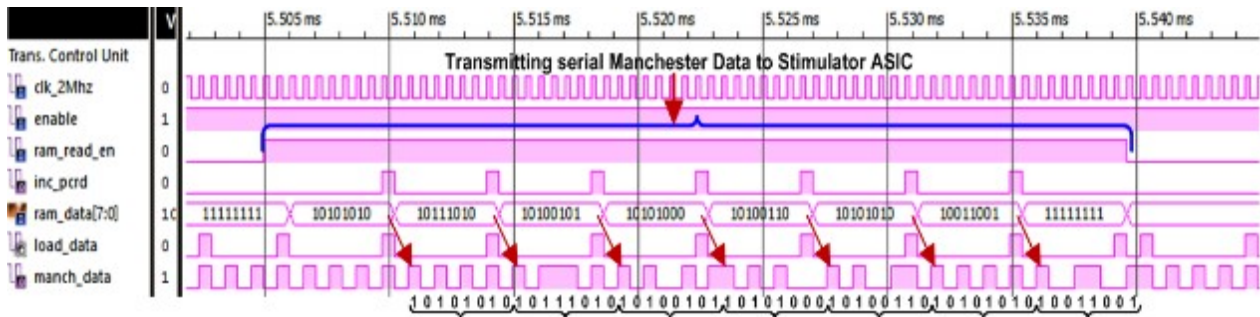 V
5.505 ms 5.510 ms 5.515 ms 5.520 ms 5.525 ms 5.530 ms 5.535 ms 5.540 ms
Trans. Control Unit
Transmitting serial Manchester Data to Stimulator ASIC
clk_2Mhz 0
enable 1
ram_read_en 0
inc_pcrd 0
ram_data[7:0] 10 11111111 10101010 10111010 10100101 10101000 10100110 10101010 10011001 11111111
load_data 0
manch_data 1
1 0 1 0 1 0 1 0 1 0 1 1 1 0 1 0 1 0 1 0 0 1 0 1 1 0 1 0 1 0 0 0 1 0 1 0 0 1 1 0 1 0 1 0 1 0 1 0 1 0 0 1 1 0 0 1